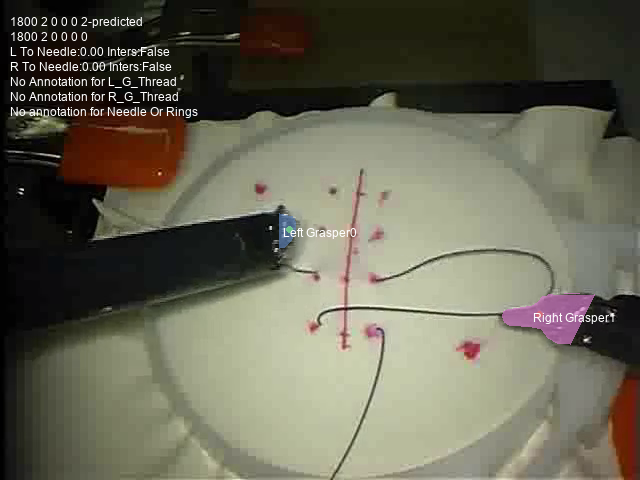 1800 2 0 0 0 2-predicted
1800 2 0 0 0 0
L To Needle:0.00 Inters:False
R To Needle:0.00 Inters:False
No Annotation for L_G_Thread
No Annotation for R_G_Thread
No annotation for Needle Or Rings
Left Grasper0
Right Grasper1